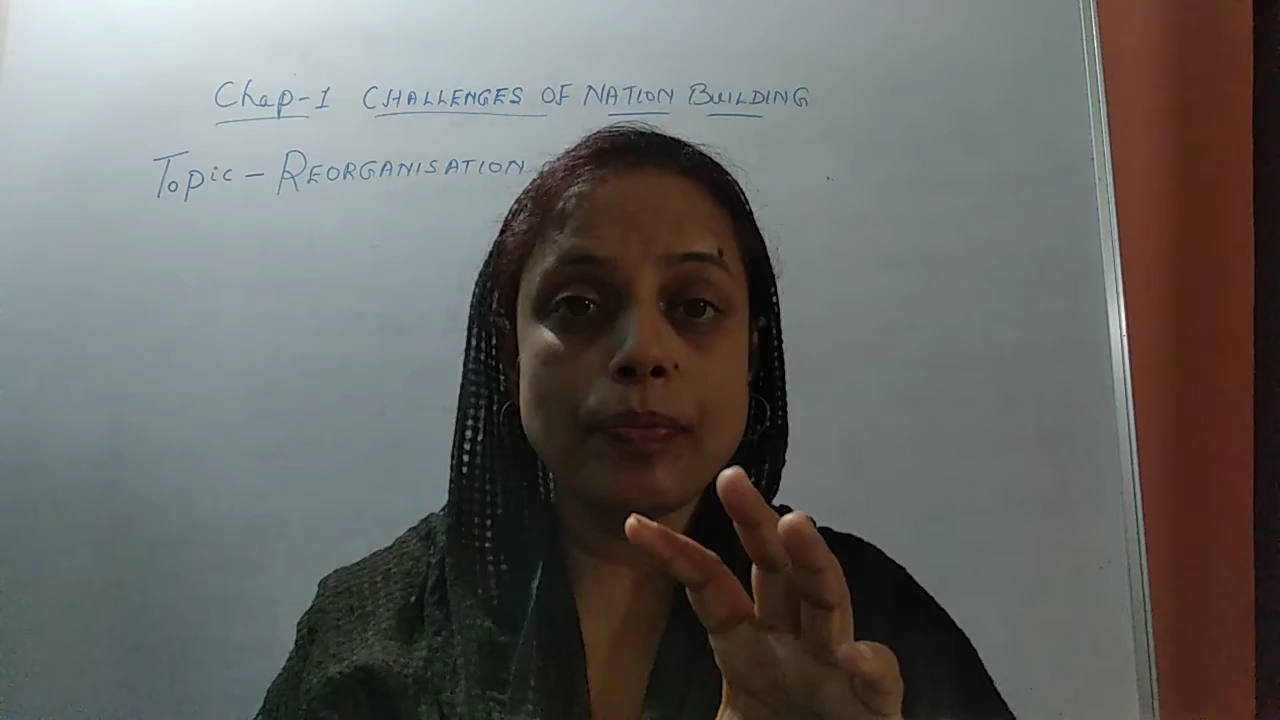 Chap-1 CHALLENGES OF NATION BUILDING
Topic - REORGANISATION